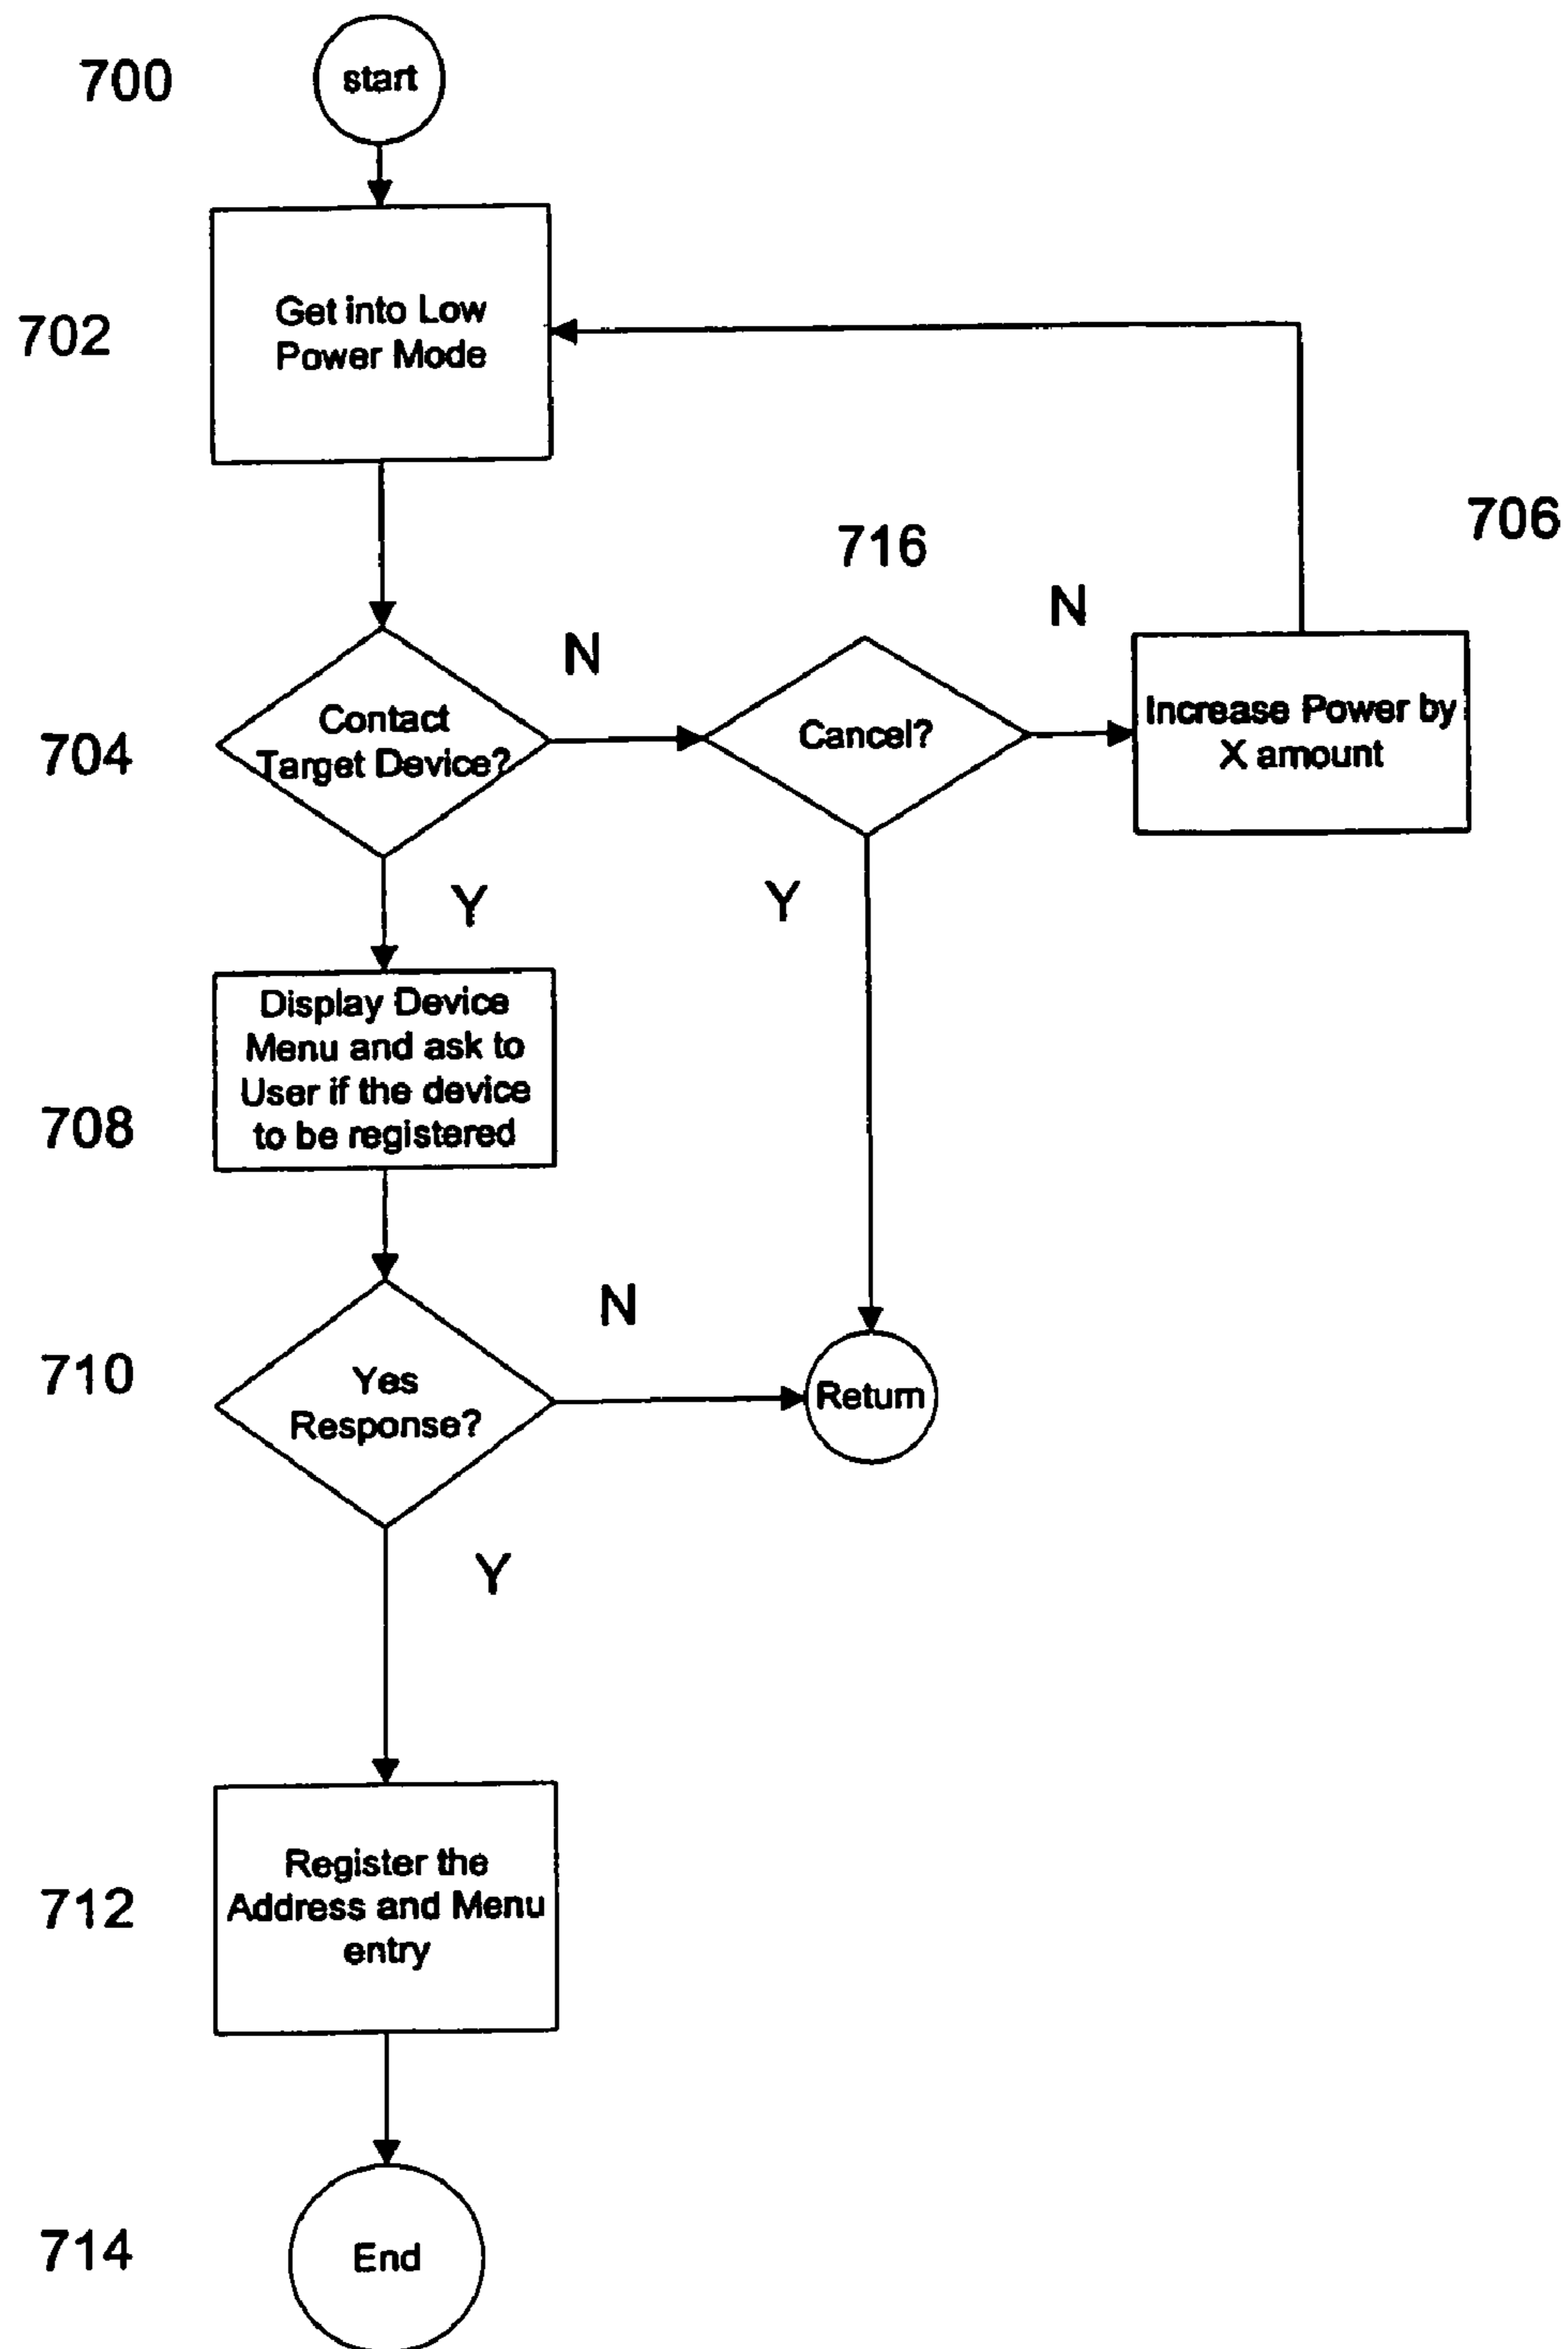 700
start
702
Get into Low
Power Mode
706
716
N
N
704
Contact
Target Device?
Cancel?
Increase Power by
X amount
Y
Y
708
Display Device
Menu and ask to
User if the device
to be registered
710
Yes
Response?
N
Return
Y
712
Register the
Address and Menu
entry
714
End